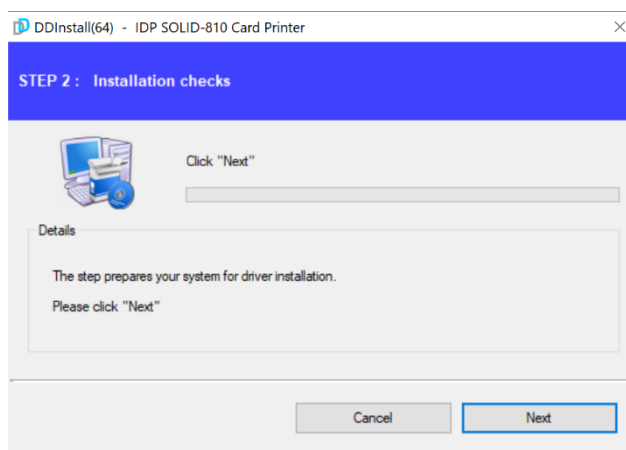 DDInstall(64) - IDP SOLID-810 Card Printer
STEP 2 : Installation checks
Click "Next"
Details
The step prepares your system for driver installation.
Please click "Next"
Cancel
Next